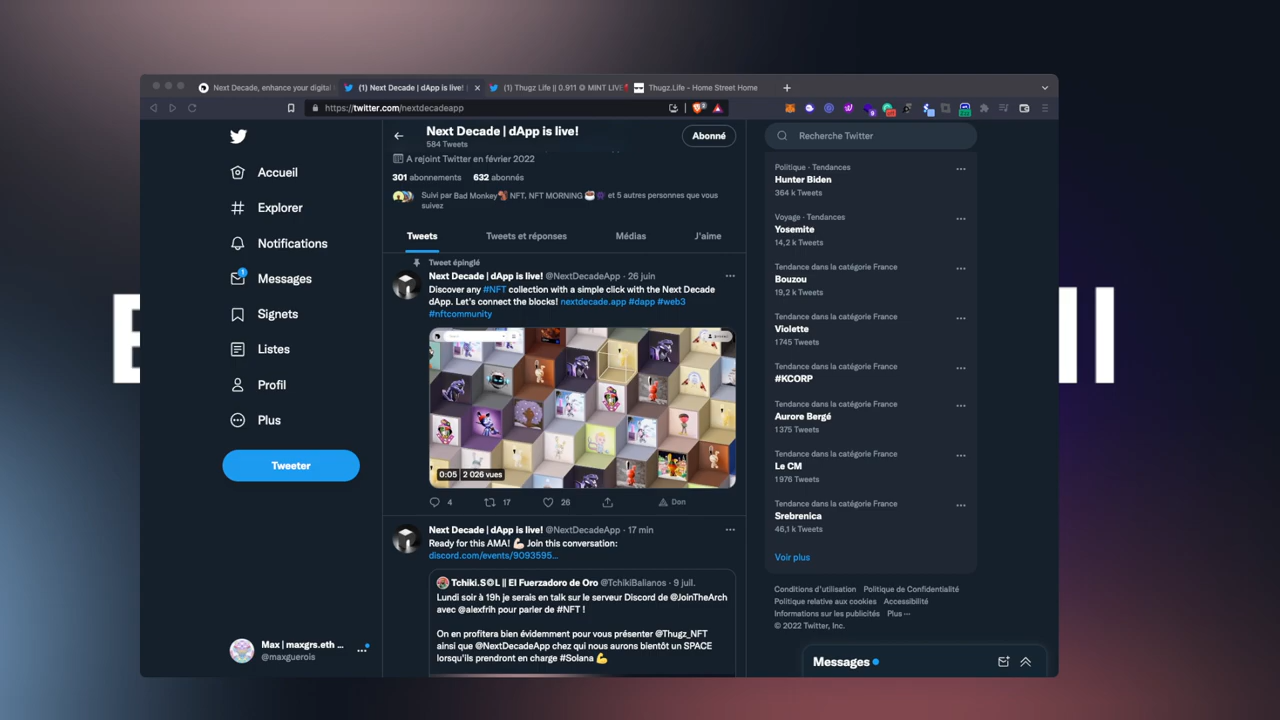 Next Decade, enhance your digital
(1) Next Decade | dApp is live!
(1) Thugz Life || 0.911 ◎ MINT LIVE
Thugz.Life - Home Street Home
https://twitter.com/nextdecadeapp
Accueil
Explorer
Notifications
1
Messages
Signets
Listes
Profil
Plus
Tweeter
Max | maxgrs.eth ...
@maxguerois
Next Decade | dApp is live!
584 Tweets
Abonné
A rejoint Twitter en février 2022
301 abonnements 632 abonnés
Suivi par Bad Monkey🐒 NFT, NFT MORNING ☕ et 5 autres personnes que vous
suivez
Tweets Tweets et réponses Médias J'aime
Tweet épinglé
Next Decade | dApp is live! @NextDecadeApp · 26 juin
Discover any #NFT collection with a simple click with the Next Decade
dApp. Let's connect the blocks! nextdecade.app #dapp #web3
#nftcommunity
0:05 2 026 vues
4 17 26 Don
Next Decade | dApp is live! @NextDecadeApp · 17 min
Ready for this AMA! 💪🏻 Join this conversation:
discord.com/events/9093595...
Tchiki.S◎L || El Fuerzadoro de Oro @TchikiBalianos · 9 juil.
Lundi soir à 19h je serais en talk sur le serveur Discord de @JoinTheArch
avec @alexfrih pour parler de #NFT !
On en profitera bien évidemment pour vous présenter @Thugz_NFT
ainsi que @NextDecadeApp chez qui nous aurons bientôt un SPACE
lorsqu'ils prendront en charge #Solana 💪
Recherche Twitter
Politique · Tendances
Hunter Biden
364 k Tweets
Voyage · Tendances
Yosemite
14,2 k Tweets
Tendance dans la catégorie France
Bouzou
19,2 k Tweets
Tendance dans la catégorie France
Violette
1 745 Tweets
Tendance dans la catégorie France
#KCORP
Tendance dans la catégorie France
Aurore Bergé
1 375 Tweets
Tendance dans la catégorie France
Le CM
1 976 Tweets
Tendance dans la catégorie France
Srebrenica
46,1 k Tweets
Voir plus
Conditions d'utilisation Politique de Confidentialité
Politique relative aux cookies Accessibilité
Informations sur les publicités Plus ···
© 2022 Twitter, Inc.
Messages